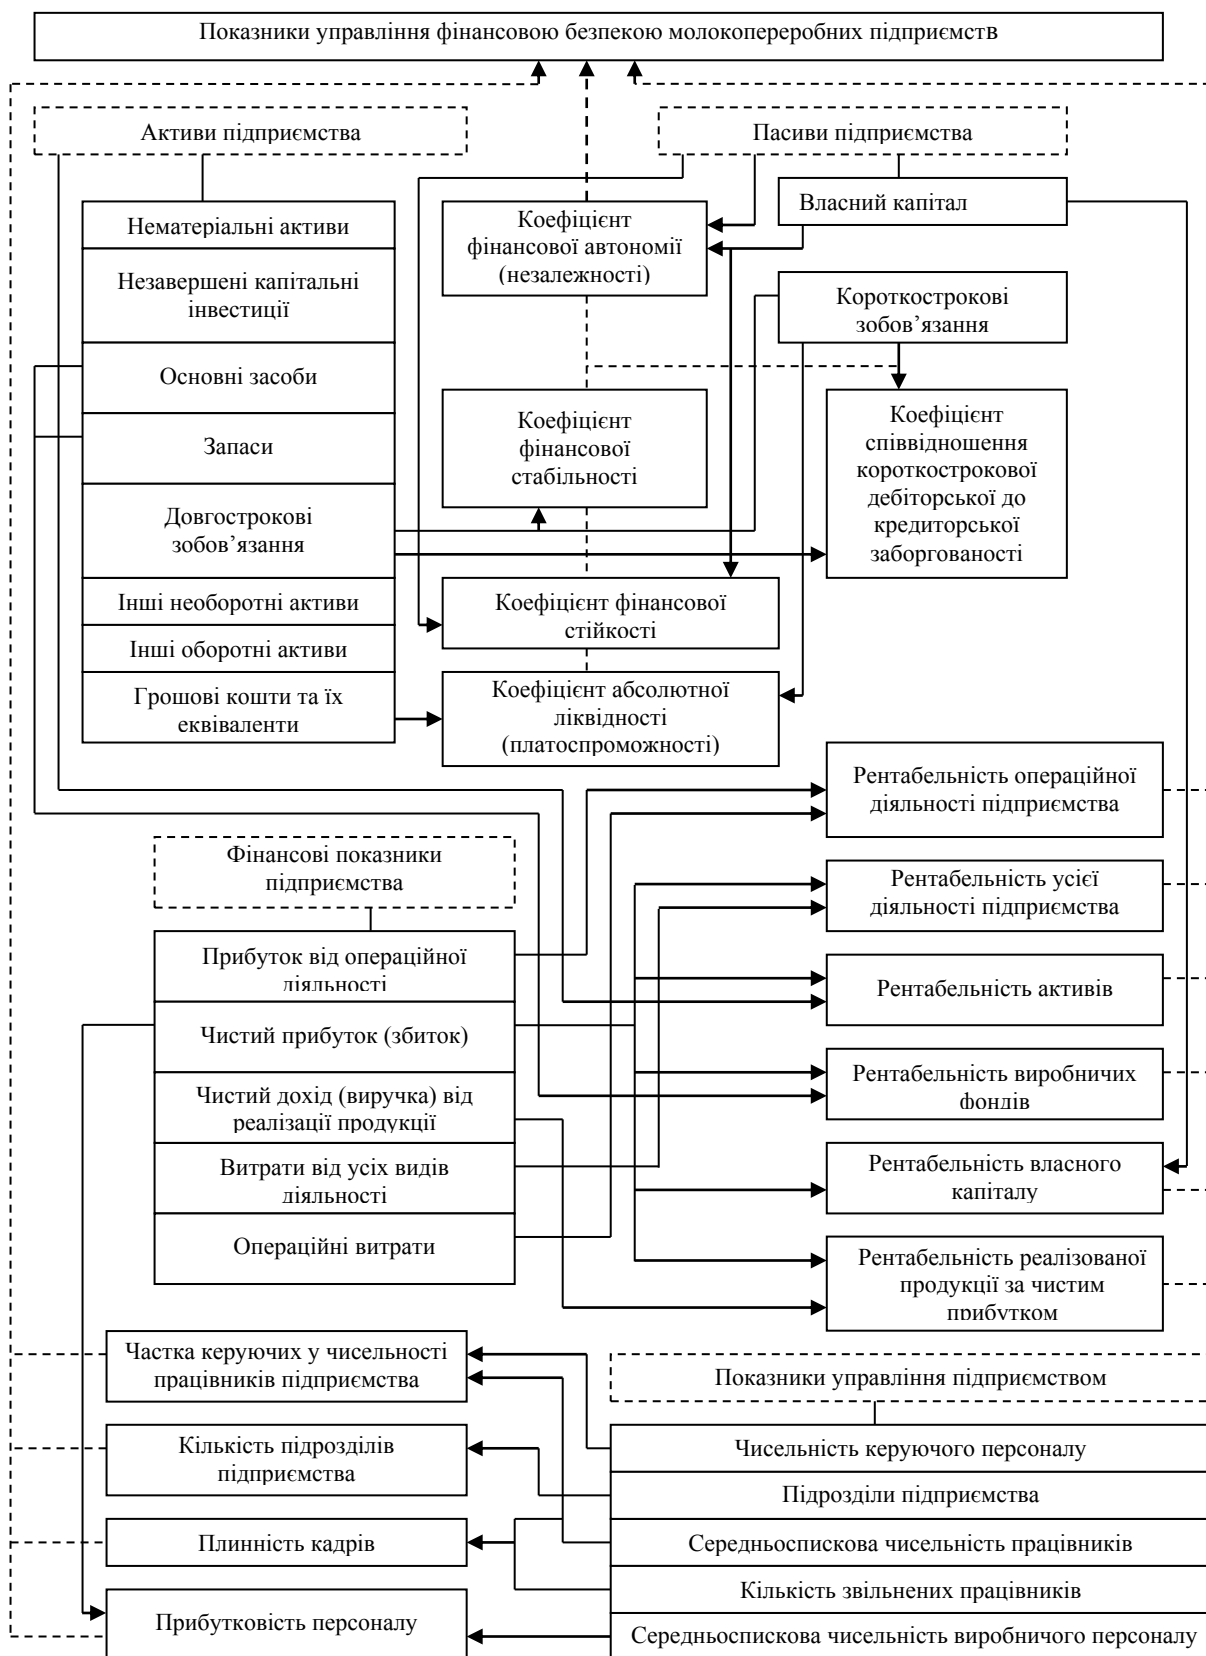 Показники управління фінансовою безпекою молокопереробних підприємств
Активи підприємства
Пасиви підприємства
Нематеріальні активи
Незавершені капітальні
інвестиції
Основні засоби
Запаси
Довгострокові
зобов’язання
Інші необоротні активи
Інші оборотні активи
Грошові кошти та їх
еквіваленти
Коефіцієнт
фінансової автономії
(незалежності)
Коефіцієнт
фінансової
стабільності
Коефіцієнт фінансової
стійкості
Коефіцієнт абсолютної
ліквідності
(платоспроможності)
Власний капітал
Короткострокові
зобов’язання
Коефіцієнт
співвідношення
короткострокової
дебіторської до
кредиторської
заборгованості
Фінансові показники
підприємства
Прибуток від операційної
діяльності
Чистий прибуток (збиток)
Чистий дохід (виручка) від
реалізації продукції
Витрати від усіх видів
діяльності
Операційні витрати
Рентабельність операційної
діяльності підприємства
Рентабельність усієї
діяльності підприємства
Рентабельність активів
Рентабельність виробничих
фондів
Рентабельність власного
капіталу
Рентабельність реалізованої
продукції за чистим
прибутком
Частка керуючих у чисельності
працівників підприємства
Кількість підрозділів
підприємства
Плинність кадрів
Прибутковість персоналу
Показники управління підприємством
Чисельність керуючого персоналу
Підрозділи підприємства
Середньоспискова чисельність працівників
Кількість звільнених працівників
Середньоспискова чисельність виробничого персоналу